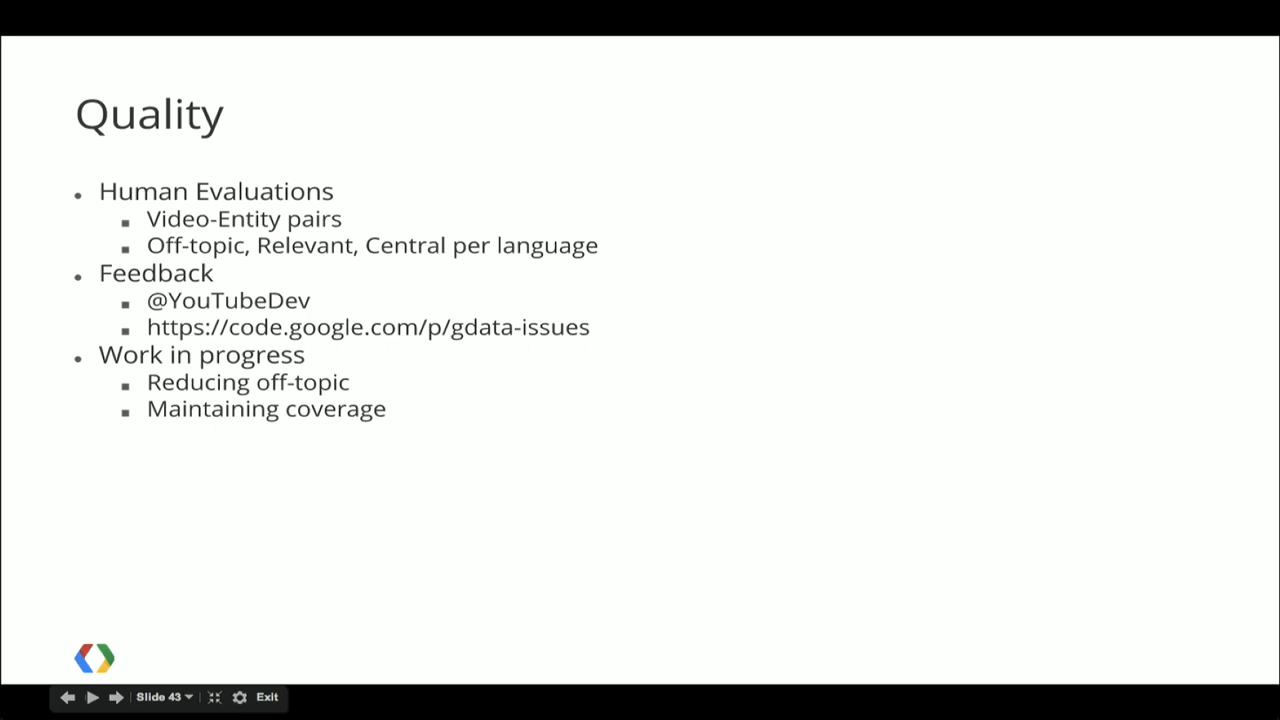 Quality
• Human Evaluations
▪ Video-Entity pairs
▪ Off-topic, Relevant, Central per language
• Feedback
▪ @YouTubeDev
▪ https://code.google.com/p/gdata-issues
• Work in progress
▪ Reducing off-topic
▪ Maintaining coverage
Slide 43 Exit